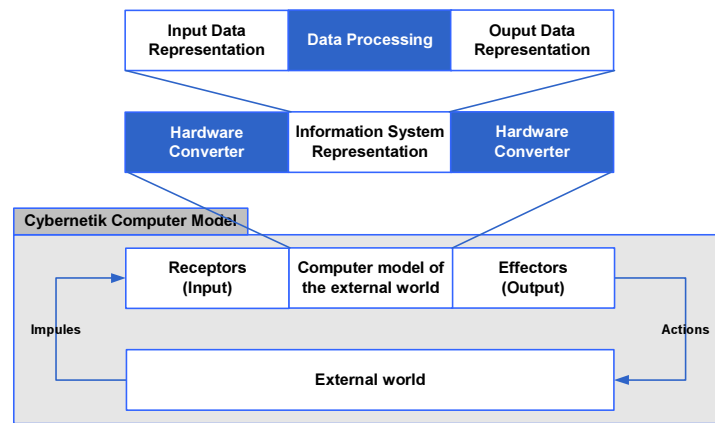 Input Data
Representation
Data Processing
Ouput Data
Representation
Hardware
Converter
Information System
Representation
Hardware
Converter
Cybernetik Computer Model
Receptors
(Input)
Computer model of
the external world
Effectors
(Output)
Impules
Actions
External world